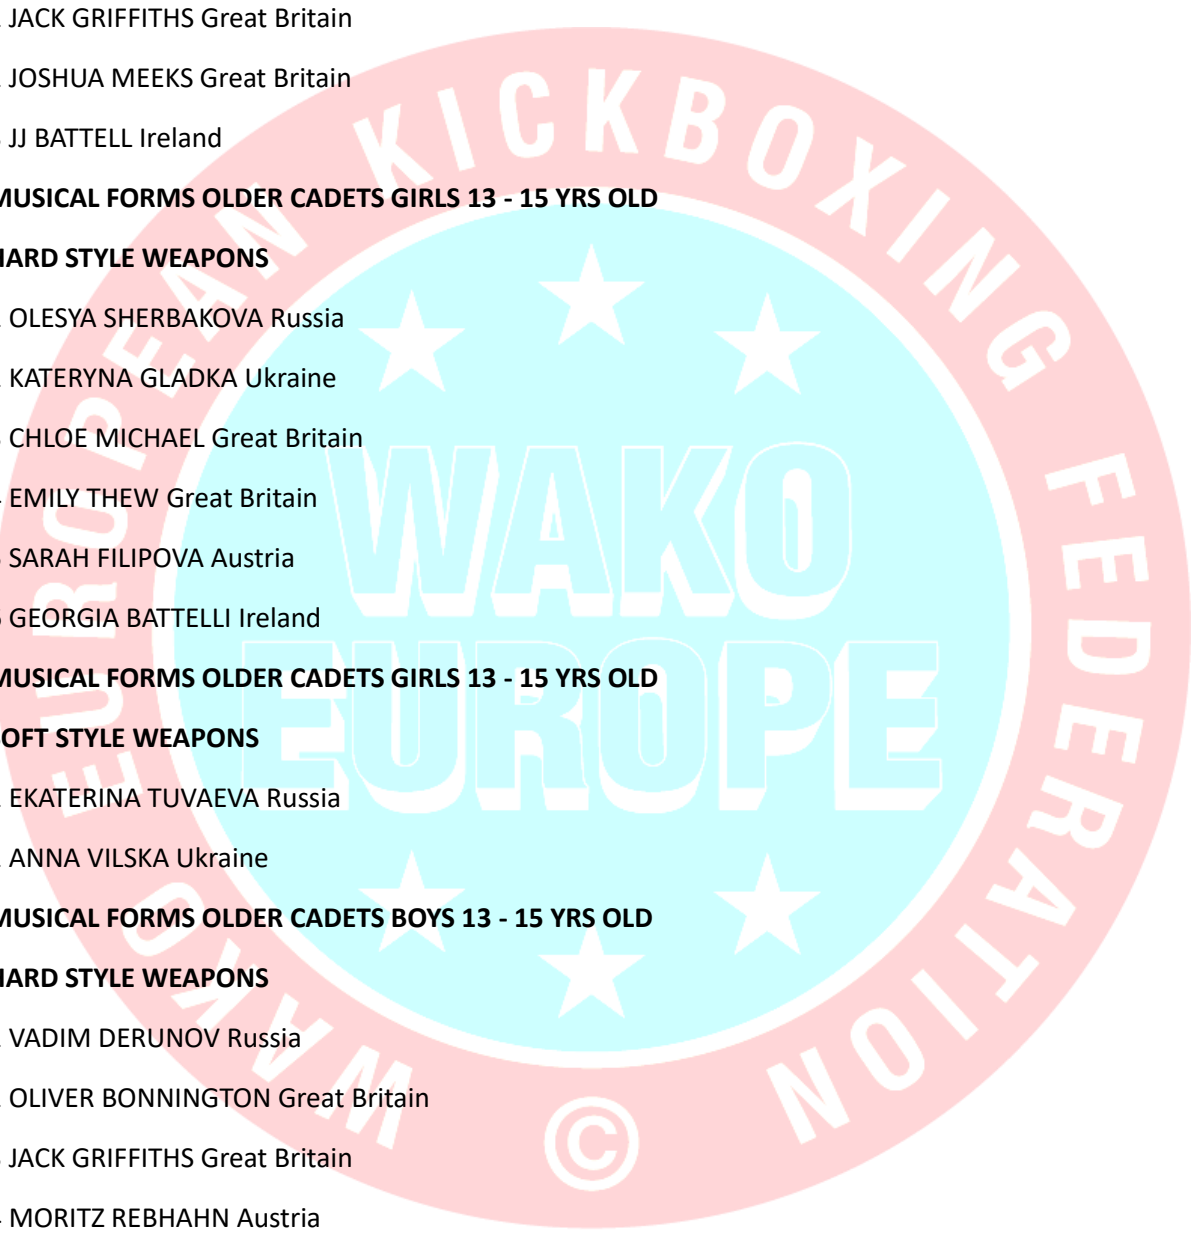 JACK GRIFFITHS Great Britain
JOSHUA MEEKS Great Britain
JJ BATTELL Ireland
MUSICAL FORMS OLDER CADETS GIRLS 13 - 15 YRS OLD
HARD STYLE WEAPONS
OLESYA SHERBAKOVA Russia
KATERYNA GLADKA Ukraine
CHLOE MICHAEL Great Britain
EMILY THEW Great Britain
SARAH FILIPOVA Austria
GEORGIA BATTELLI Ireland
MUSICAL FORMS OLDER CADETS GIRLS 13 - 15 YRS OLD
SOFT STYLE WEAPONS
EKATERINA TUVAEVA Russia
ANNA VILSKA Ukraine
MUSICAL FORMS OLDER CADETS BOYS 13 - 15 YRS OLD
HARD STYLE WEAPONS
VADIM DERUNOV Russia
OLIVER BONNINGTON Great Britain
JACK GRIFFITHS Great Britain
MORITZ REBHAHN Austria
WAKO EUROPEAN KICKBOXING FEDERATION
WAKO
EUROPE
©